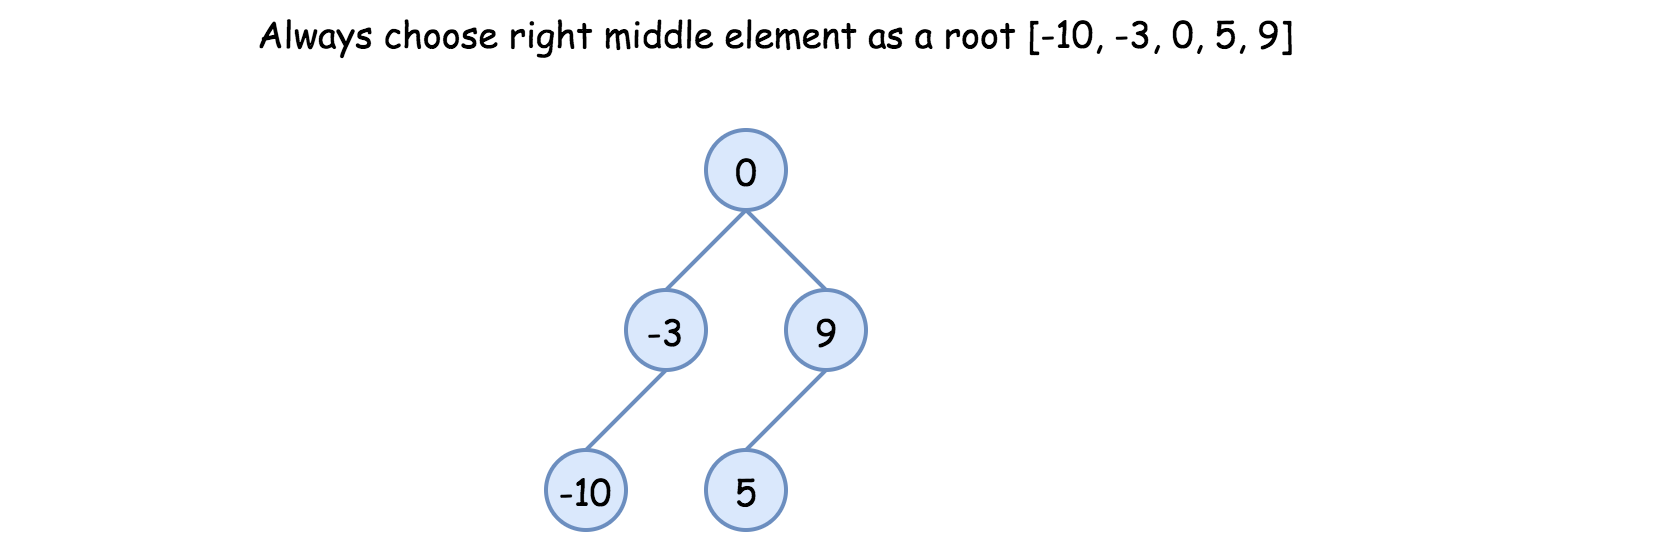 Always choose right middle element as a root [-10, -3, 0, 5, 9]
0
-3 9
-10 5